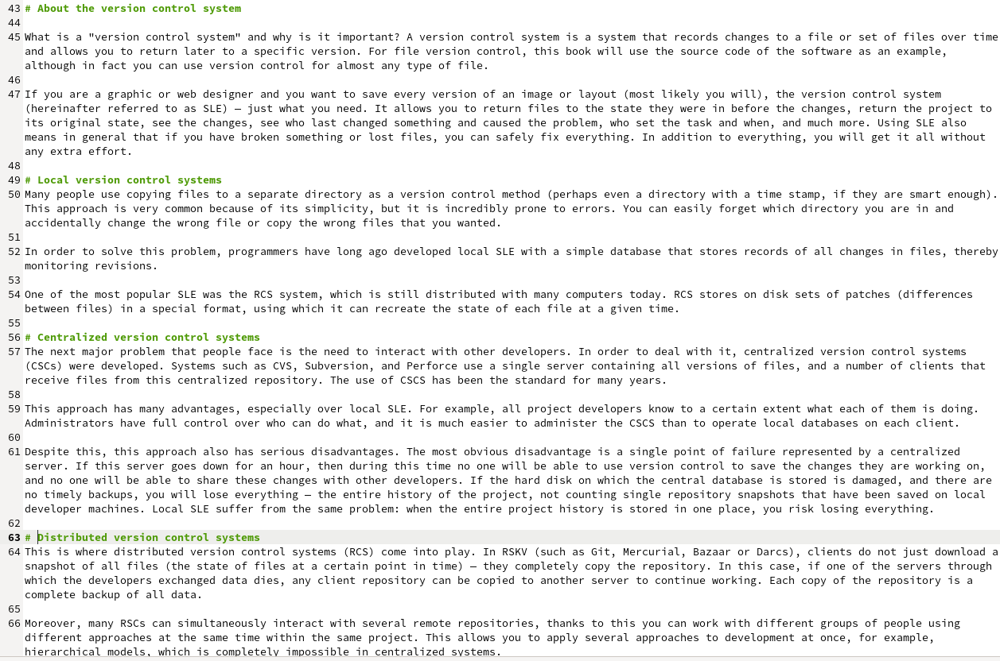 43 # About the version control system
44
45 What is a "version control system" and why is it important? A version control system is a system that records changes to a file or set of files over time
and allows you to return later to a specific version. For file version control, this book will use the source code of the software as an example,
although in fact you can use version control for almost any type of file.
46
47 If you are a graphic or web designer and you want to save every version of an image or layout (most likely you will), the version control system
(hereinafter referred to as SLE) — just what you need. It allows you to return files to the state they were in before the changes, return the project to
its original state, see the changes, see who last changed something and caused the problem, who set the task and when, and much more. Using SLE also
means in general that if you have broken something or lost files, you can safely fix everything. In addition to everything, you will get it all without
any extra effort.
48
49 # Local version control systems
50 Many people use copying files to a separate directory as a version control method (perhaps even a directory with a time stamp, if they are smart enough).
This approach is very common because of its simplicity, but it is incredibly prone to errors. You can easily forget which directory you are in and
accidentally change the wrong file or copy the wrong files that you wanted.
51
52 In order to solve this problem, programmers have long ago developed local SLE with a simple database that stores records of all changes in files, thereby
monitoring revisions.
53
54 One of the most popular SLE was the RCS system, which is still distributed with many computers today. RCS stores on disk sets of patches (differences
between files) in a special format, using which it can recreate the state of each file at a given time.
55
56 # Centralized version control systems
57 The next major problem that people face is the need to interact with other developers. In order to deal with it, centralized version control systems
(CSCs) were developed. Systems such as CVS, Subversion, and Perforce use a single server containing all versions of files, and a number of clients that
receive files from this centralized repository. The use of CSCS has been the standard for many years.
58
59 This approach has many advantages, especially over local SLE. For example, all project developers know to a certain extent what each of them is doing.
Administrators have full control over who can do what, and it is much easier to administer the CSCS than to operate local databases on each client.
60
61 Despite this, this approach also has serious disadvantages. The most obvious disadvantage is a single point of failure represented by a centralized
server. If this server goes down for an hour, then during this time no one will be able to use version control to save the changes they are working on,
and no one will be able to share these changes with other developers. If the hard disk on which the central database is stored is damaged, and there are
no timely backups, you will lose everything — the entire history of the project, not counting single repository snapshots that have been saved on local
developer machines. Local SLE suffer from the same problem: when the entire project history is stored in one place, you risk losing everything.
62
63 # Distributed version control systems
64 This is where distributed version control systems (RCS) come into play. In RSKV (such as Git, Mercurial, Bazaar or Darcs), clients do not just download a
snapshot of all files (the state of files at a certain point in time) — they completely copy the repository. In this case, if one of the servers through
which the developers exchanged data dies, any client repository can be copied to another server to continue working. Each copy of the repository is a
complete backup of all data.
65
66 Moreover, many RSCs can simultaneously interact with several remote repositories, thanks to this you can work with different groups of people using
different approaches at the same time within the same project. This allows you to apply several approaches to development at once, for example,
hierarchical models, which is completely impossible in centralized systems.